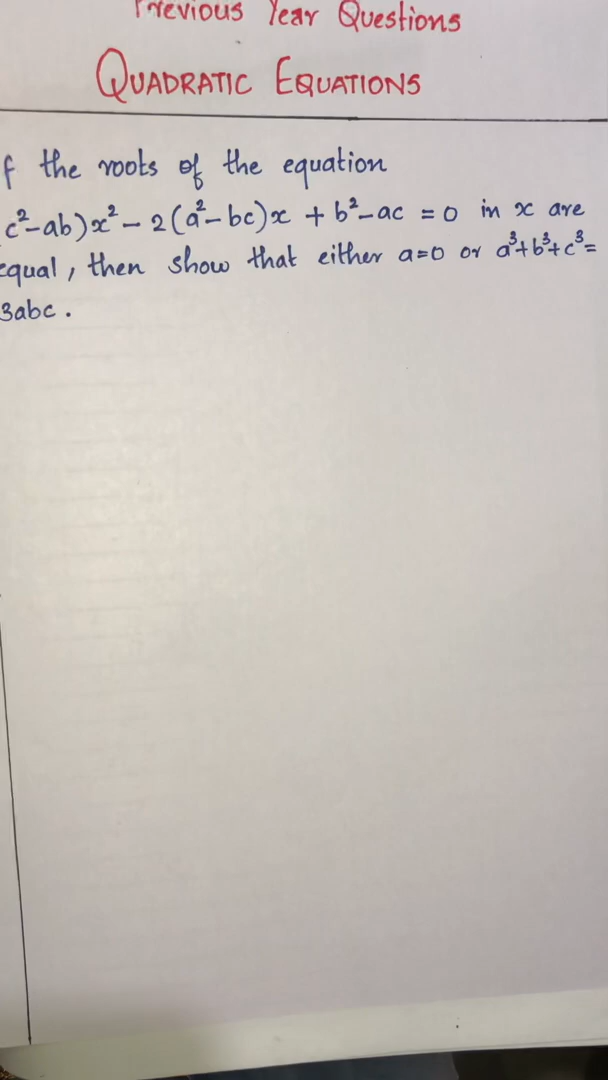 Previous Year Questions
QUADRATIC EQUATIONS
f the roots of the equation
c²-ab)x² - 2(a²-bc)x + b²-ac = 0 in x are
equal, then show that either a=0 or a³+b³+c³=
3abc.